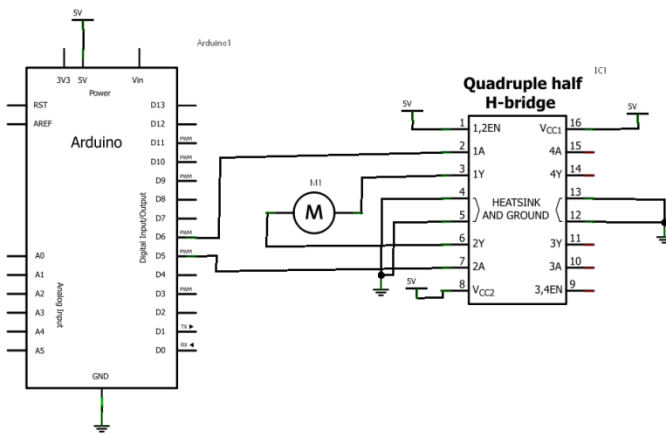 5V
Arduino1
3V3 5V Vin
Power
RST
AREF
Arduino
D13
D12
PWM
D11
PWM
D10
PWM
D9
D8
D7
PWM
D6
PWM
D5
D4
PWM
D3
D2
TX ▶
D1
RX ◀
D0
Digital Input/Output
A0
A1
A2
A3
A4
A5
Analog Input
GND
M1
M
IC1
Quadruple half
H-bridge
5V
5V
1 1,2EN VCC1 16
2 1A 4A 15
3 1Y 4Y 14
4 HEATSINK 13
5 AND GROUND 12
6 2Y 3Y 11
7 2A 3A 10
8 VCC2 3,4EN 9
5V